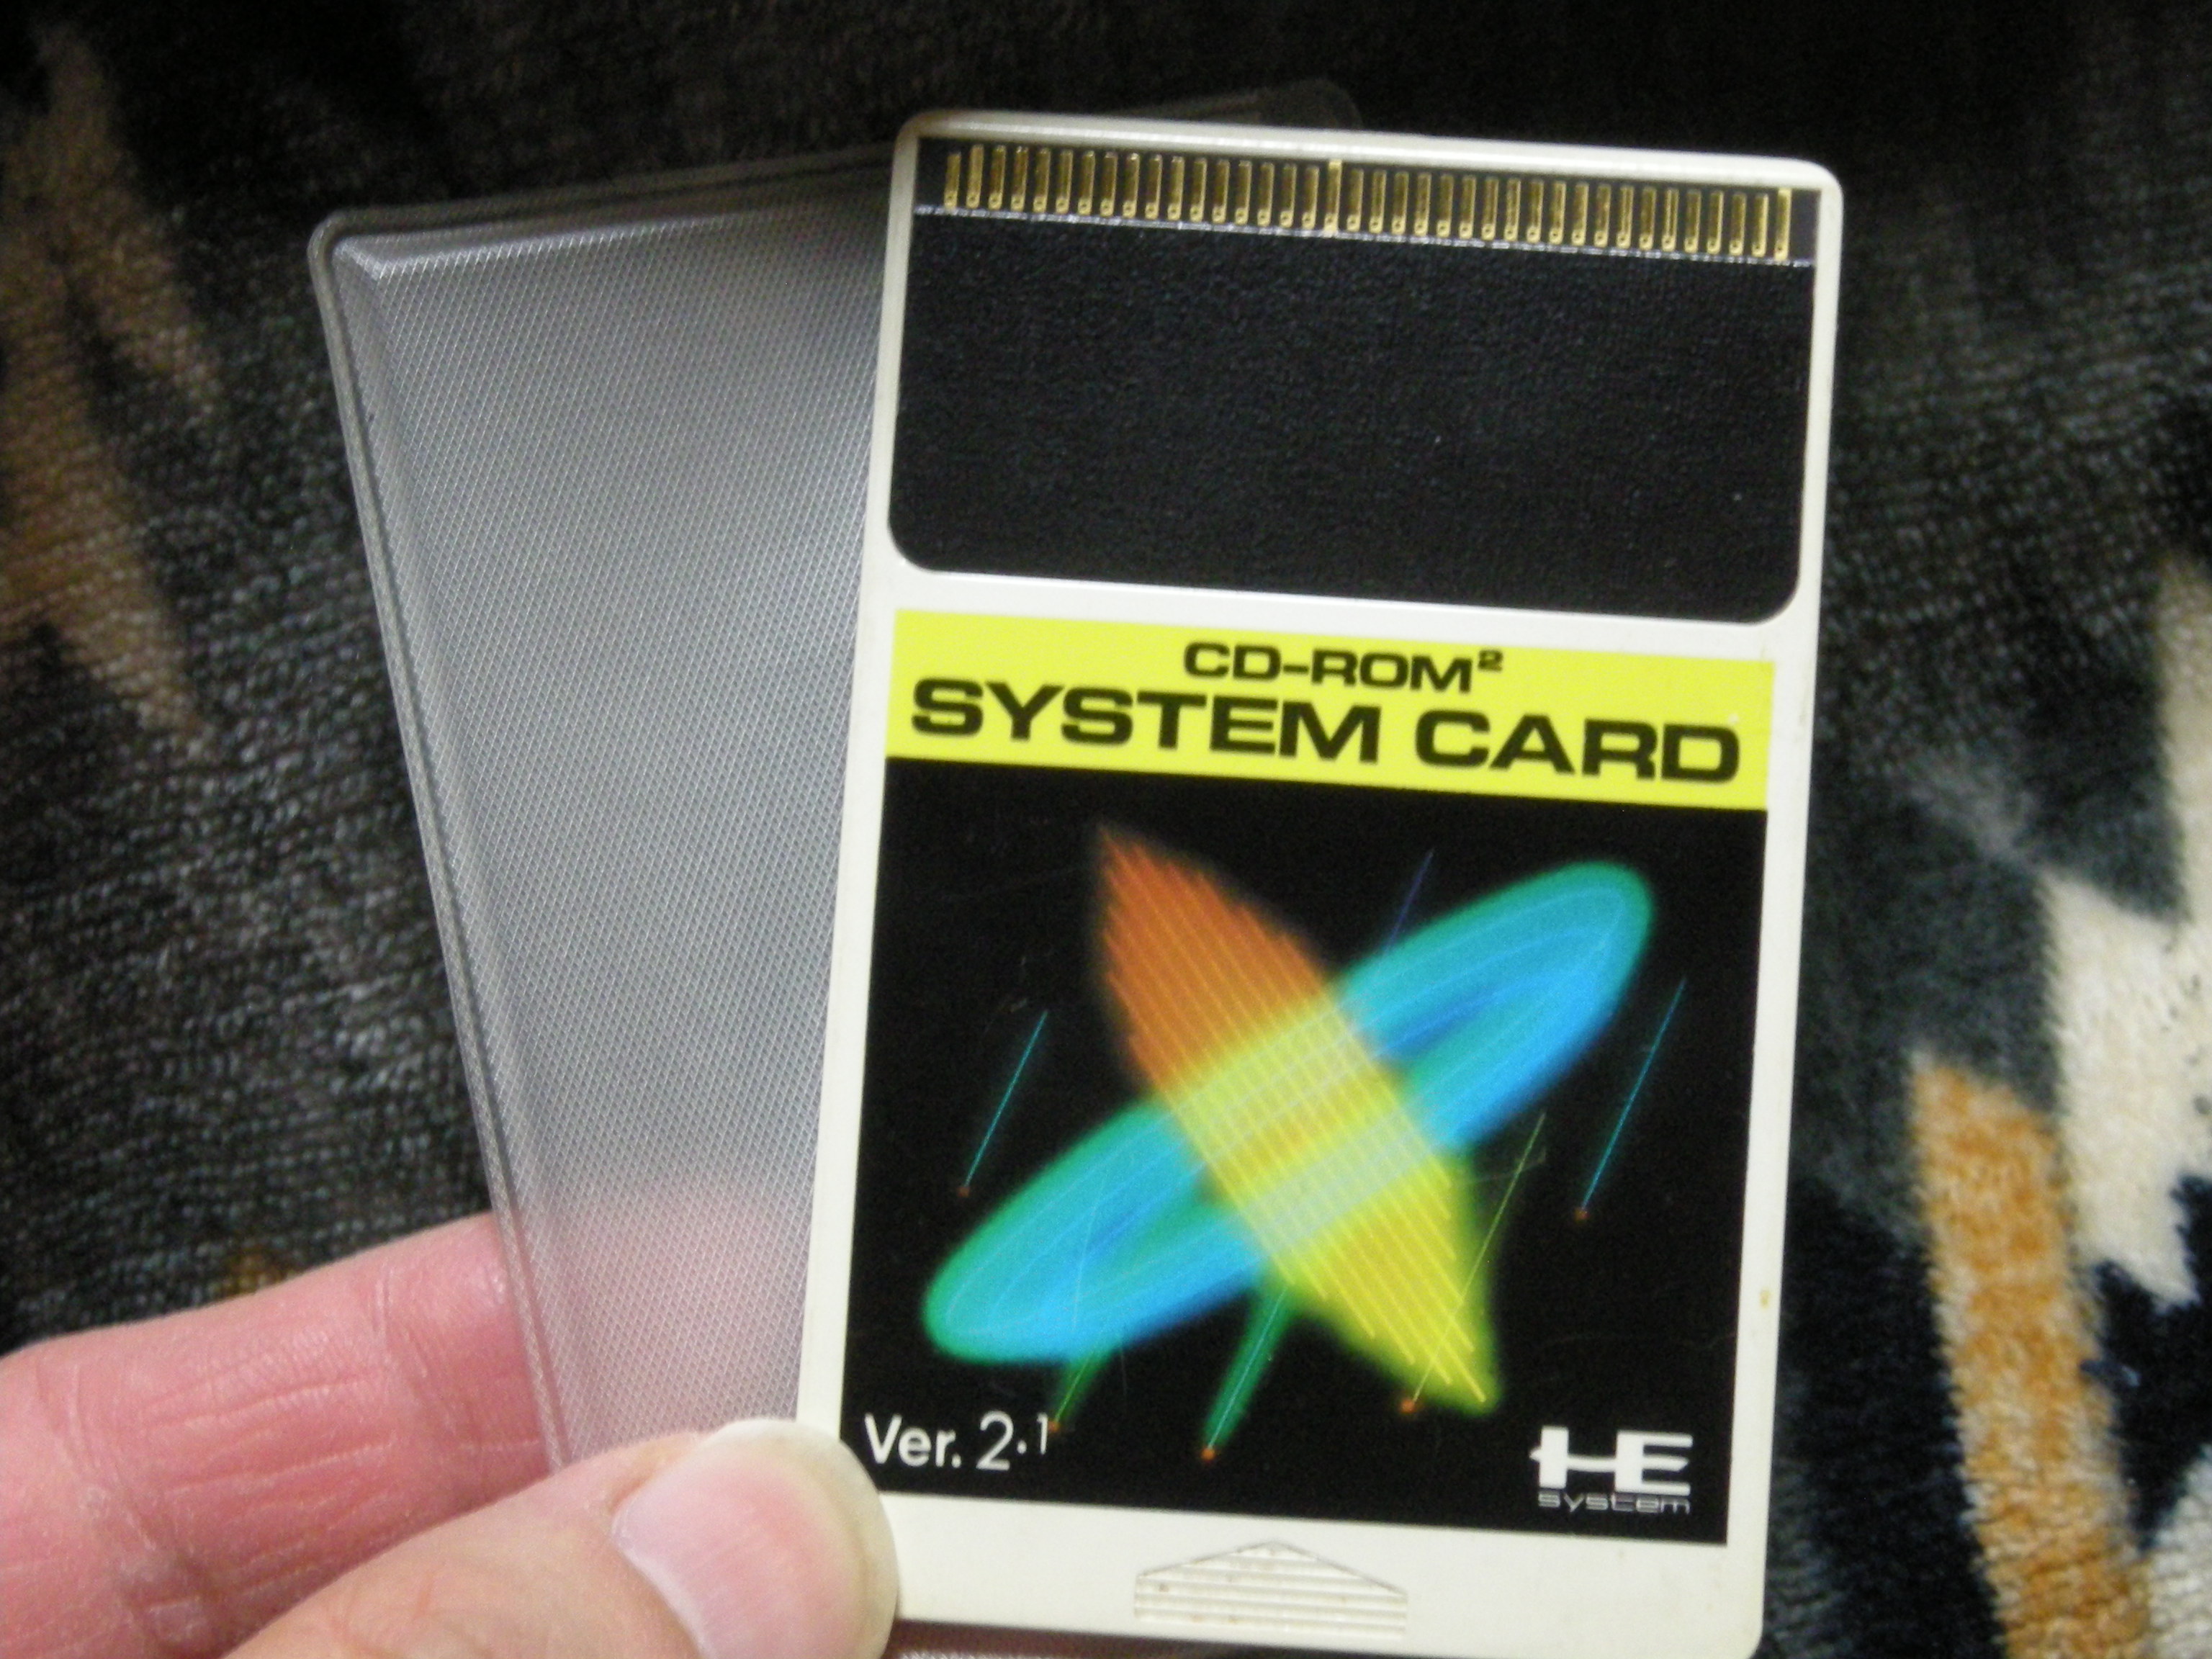 CD-ROM²
SYSTEM CARD
Ver. 2.1
HE
system